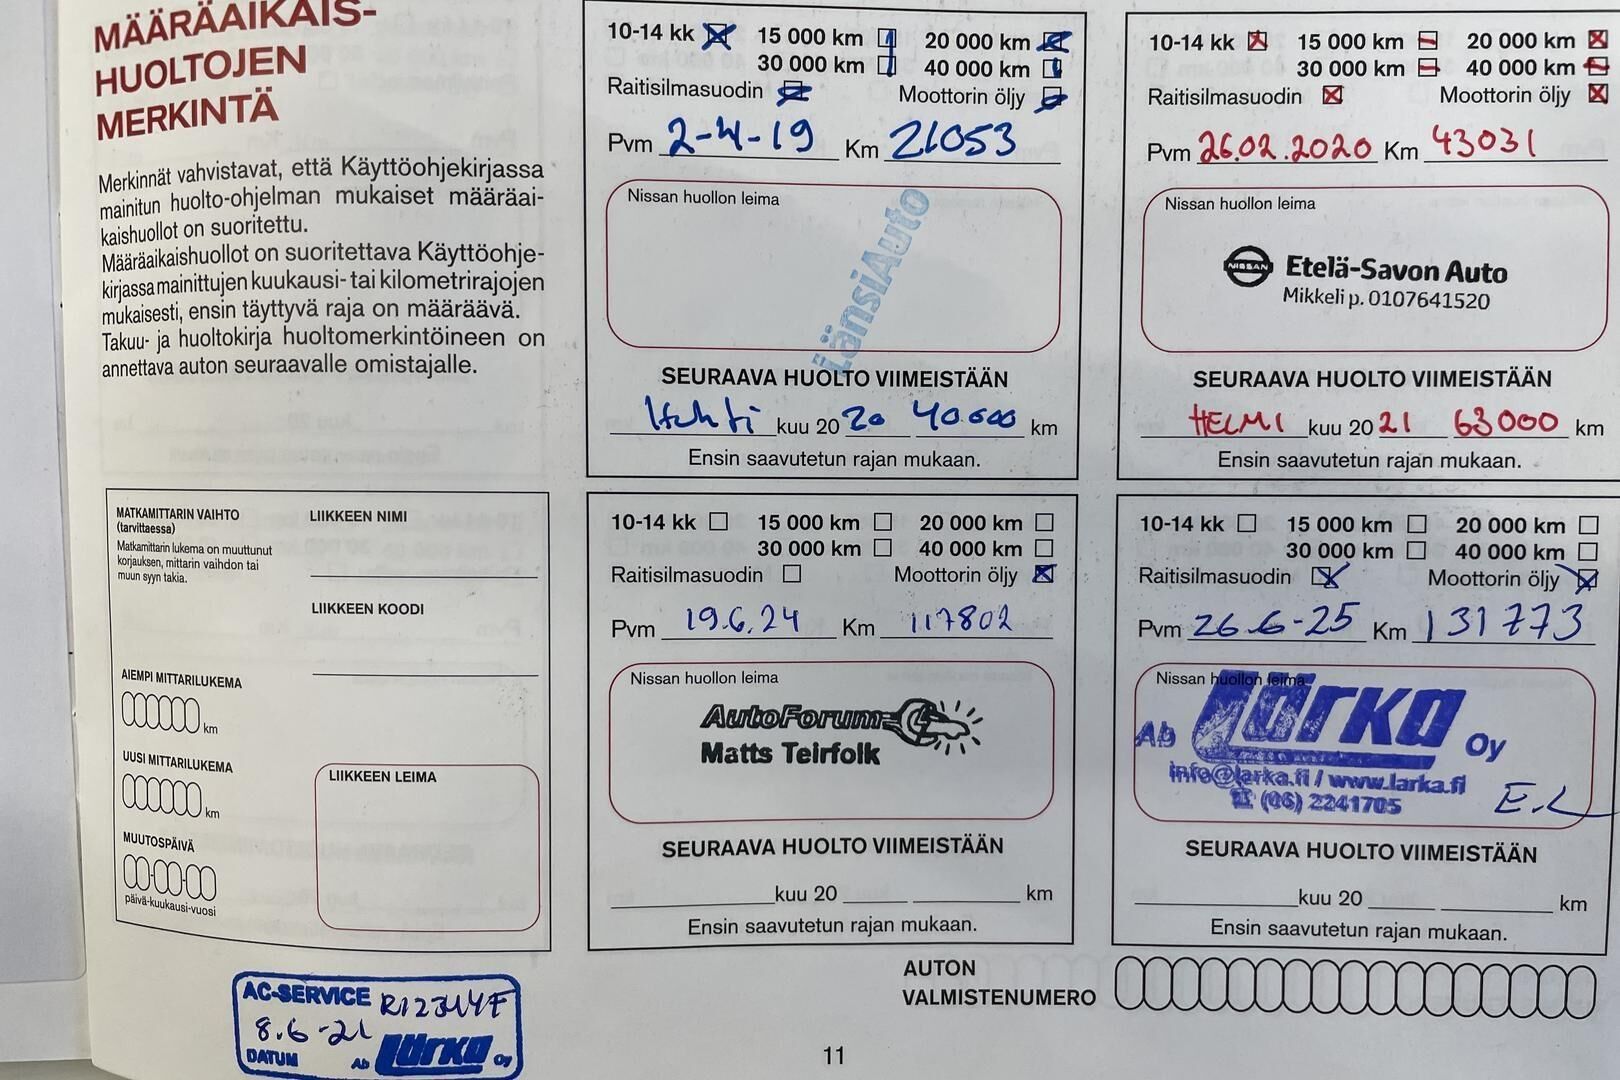 MÄÄRÄAIKAIS-
HUOLTOJEN
MERKINTÄ
Merkinnät vahvistavat, että Käyttöohjekirjassa
mainitun huolto-ohjelman mukaiset määräai-
kaishuollot on suoritettu.
Määräaikaishuollot on suoritettava Käyttöohje-
kirjassa mainittujen kuukausi- tai kilometrirajojen
mukaisesti, ensin täyttyvä raja on määräävä.
Takuu- ja huoltokirja huoltomerkintöineen on
annettava auton seuraavalle omistajalle.
10-14 kk 15 000 km 20 000 km
30 000 km 40 000 km
Raitisilmasuodin Moottorin öljy
Pvm 2-4-19 Km 21053
Nissan huollon leima
LänsiAuto
SEURAAVA HUOLTO VIIMEISTÄÄN
Huhti kuu 20 20 40 000 km
Ensin saavutetun rajan mukaan.
10-14 kk 15 000 km 20 000 km
30 000 km 40 000 km
Raitisilmasuodin Moottorin öljy
Pvm 26.02.2020 Km 43031
Nissan huollon leima
NISSAN Etelä-Savon Auto
Mikkeli p. 0107641520
SEURAAVA HUOLTO VIIMEISTÄÄN
HELMI kuu 20 21 63000 km
Ensin saavutetun rajan mukaan.
MATKAMITTARIN VAIHTO
(tarvittaessa)
Matkamittarin lukema on muuttunut
korjauksen, mittarin vaihdon tai
muun syyn takia.
LIIKKEEN NIMI
LIIKKEEN KOODI
AIEMPI MITTARILUKEMA
km
UUSI MITTARILUKEMA
km
MUUTOSPÄIVÄ
päivä-kuukausi-vuosi
LIIKKEEN LEIMA
10-14 kk 15 000 km 20 000 km
30 000 km 40 000 km
Raitisilmasuodin Moottorin öljy
Pvm 19.6.24 Km 117802
Nissan huollon leima
AutoForum
Matts Teirfolk
SEURAAVA HUOLTO VIIMEISTÄÄN
kuu 20 km
Ensin saavutetun rajan mukaan.
10-14 kk 15 000 km 20 000 km
30 000 km 40 000 km
Raitisilmasuodin Moottorin öljy
Pvm 26-6-25 Km 131773
Nissan huollon leima
Ab Larka Oy
info@larka.fi / www.larka.fi
☎ (06) 2241705
E.L
SEURAAVA HUOLTO VIIMEISTÄÄN
kuu 20 km
Ensin saavutetun rajan mukaan.
AUTON
VALMISTENUMERO
AC-SERVICE R1234YF
8.6-21
DATUM Ab Larka Oy
11